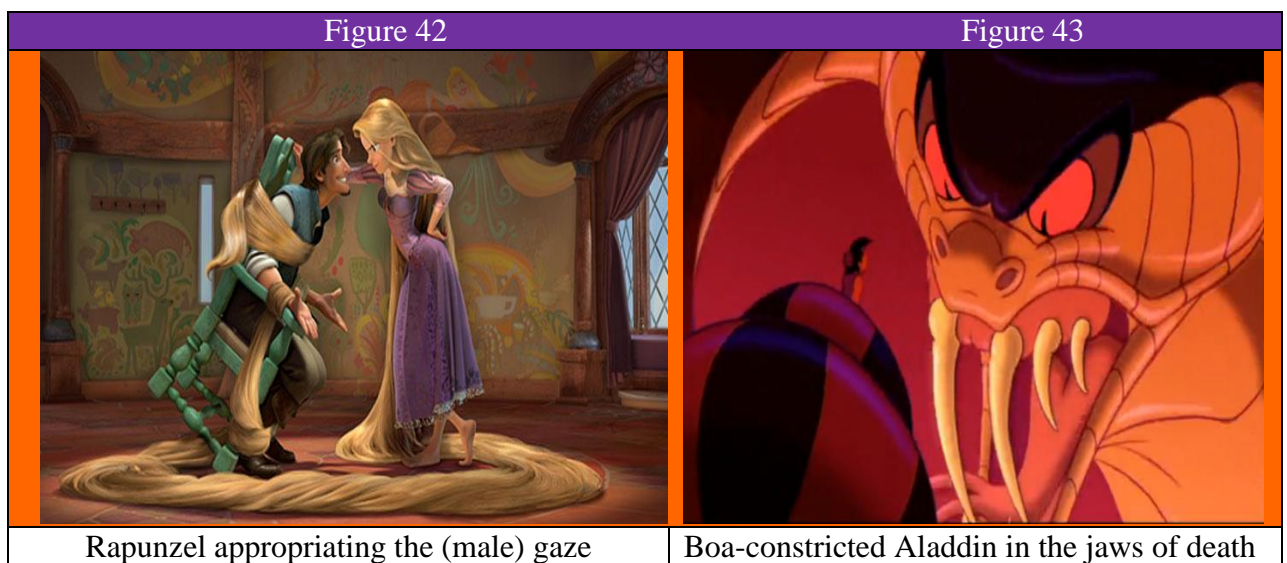 Figure 42
Figure 43
Rapunzel appropriating the (male) gaze
Boa-constricted Aladdin in the jaws of death